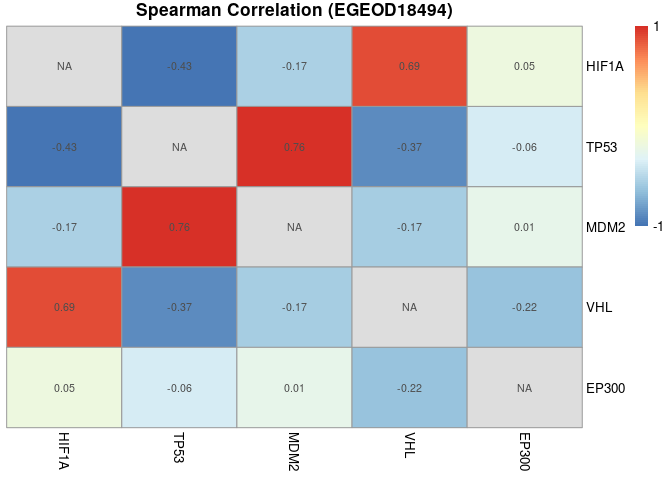 Spearman Correlation (EGEOD18494)
1
NA -0.43 -0.17 0.69 0.05 HIF1A
-0.43 NA 0.76 -0.37 -0.06 TP53
-1
-0.17 0.76 NA -0.17 0.01 MDM2
0.69 -0.37 -0.17 NA -0.22 VHL
0.05 -0.06 0.01 -0.22 NA EP300
HIF1A TP53 MDM2 VHL EP300